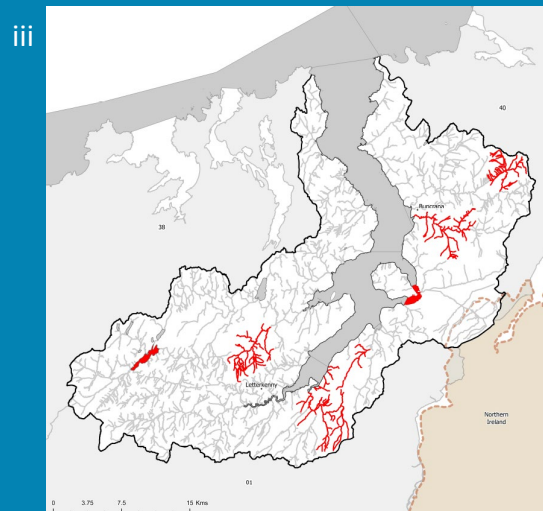 iii
40
Buncrana
38
Letterkenny
Northern
Ireland
01
0 3.75 7.5 15 Kms